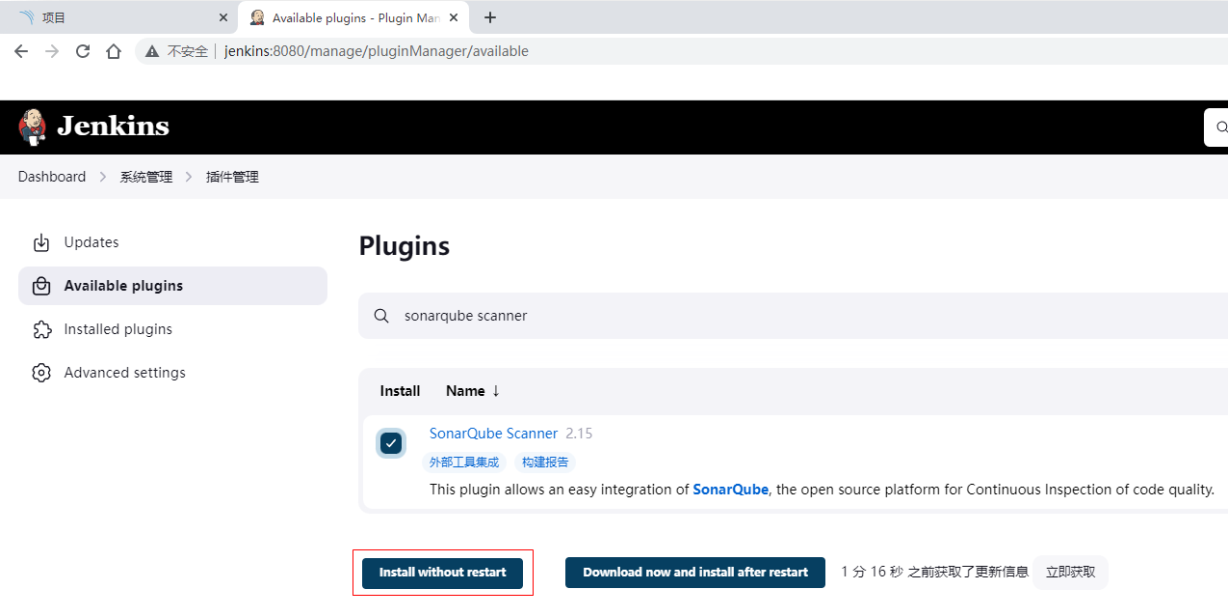 项目
Available plugins - Plugin Man
不安全 jenkins:8080/manage/pluginManager/available
Jenkins
Dashboard 系统管理 插件管理
Updates
Available plugins
Installed plugins
Advanced settings
Plugins
sonarqube scanner
Install Name ↓
SonarQube Scanner 2.15
外部工具集成 构建报告
This plugin allows an easy integration of SonarQube, the open source platform for Continuous Inspection of code quality.
Install without restart Download now and install after restart 1 分 16 秒 之前获取了更新信息 立即获取